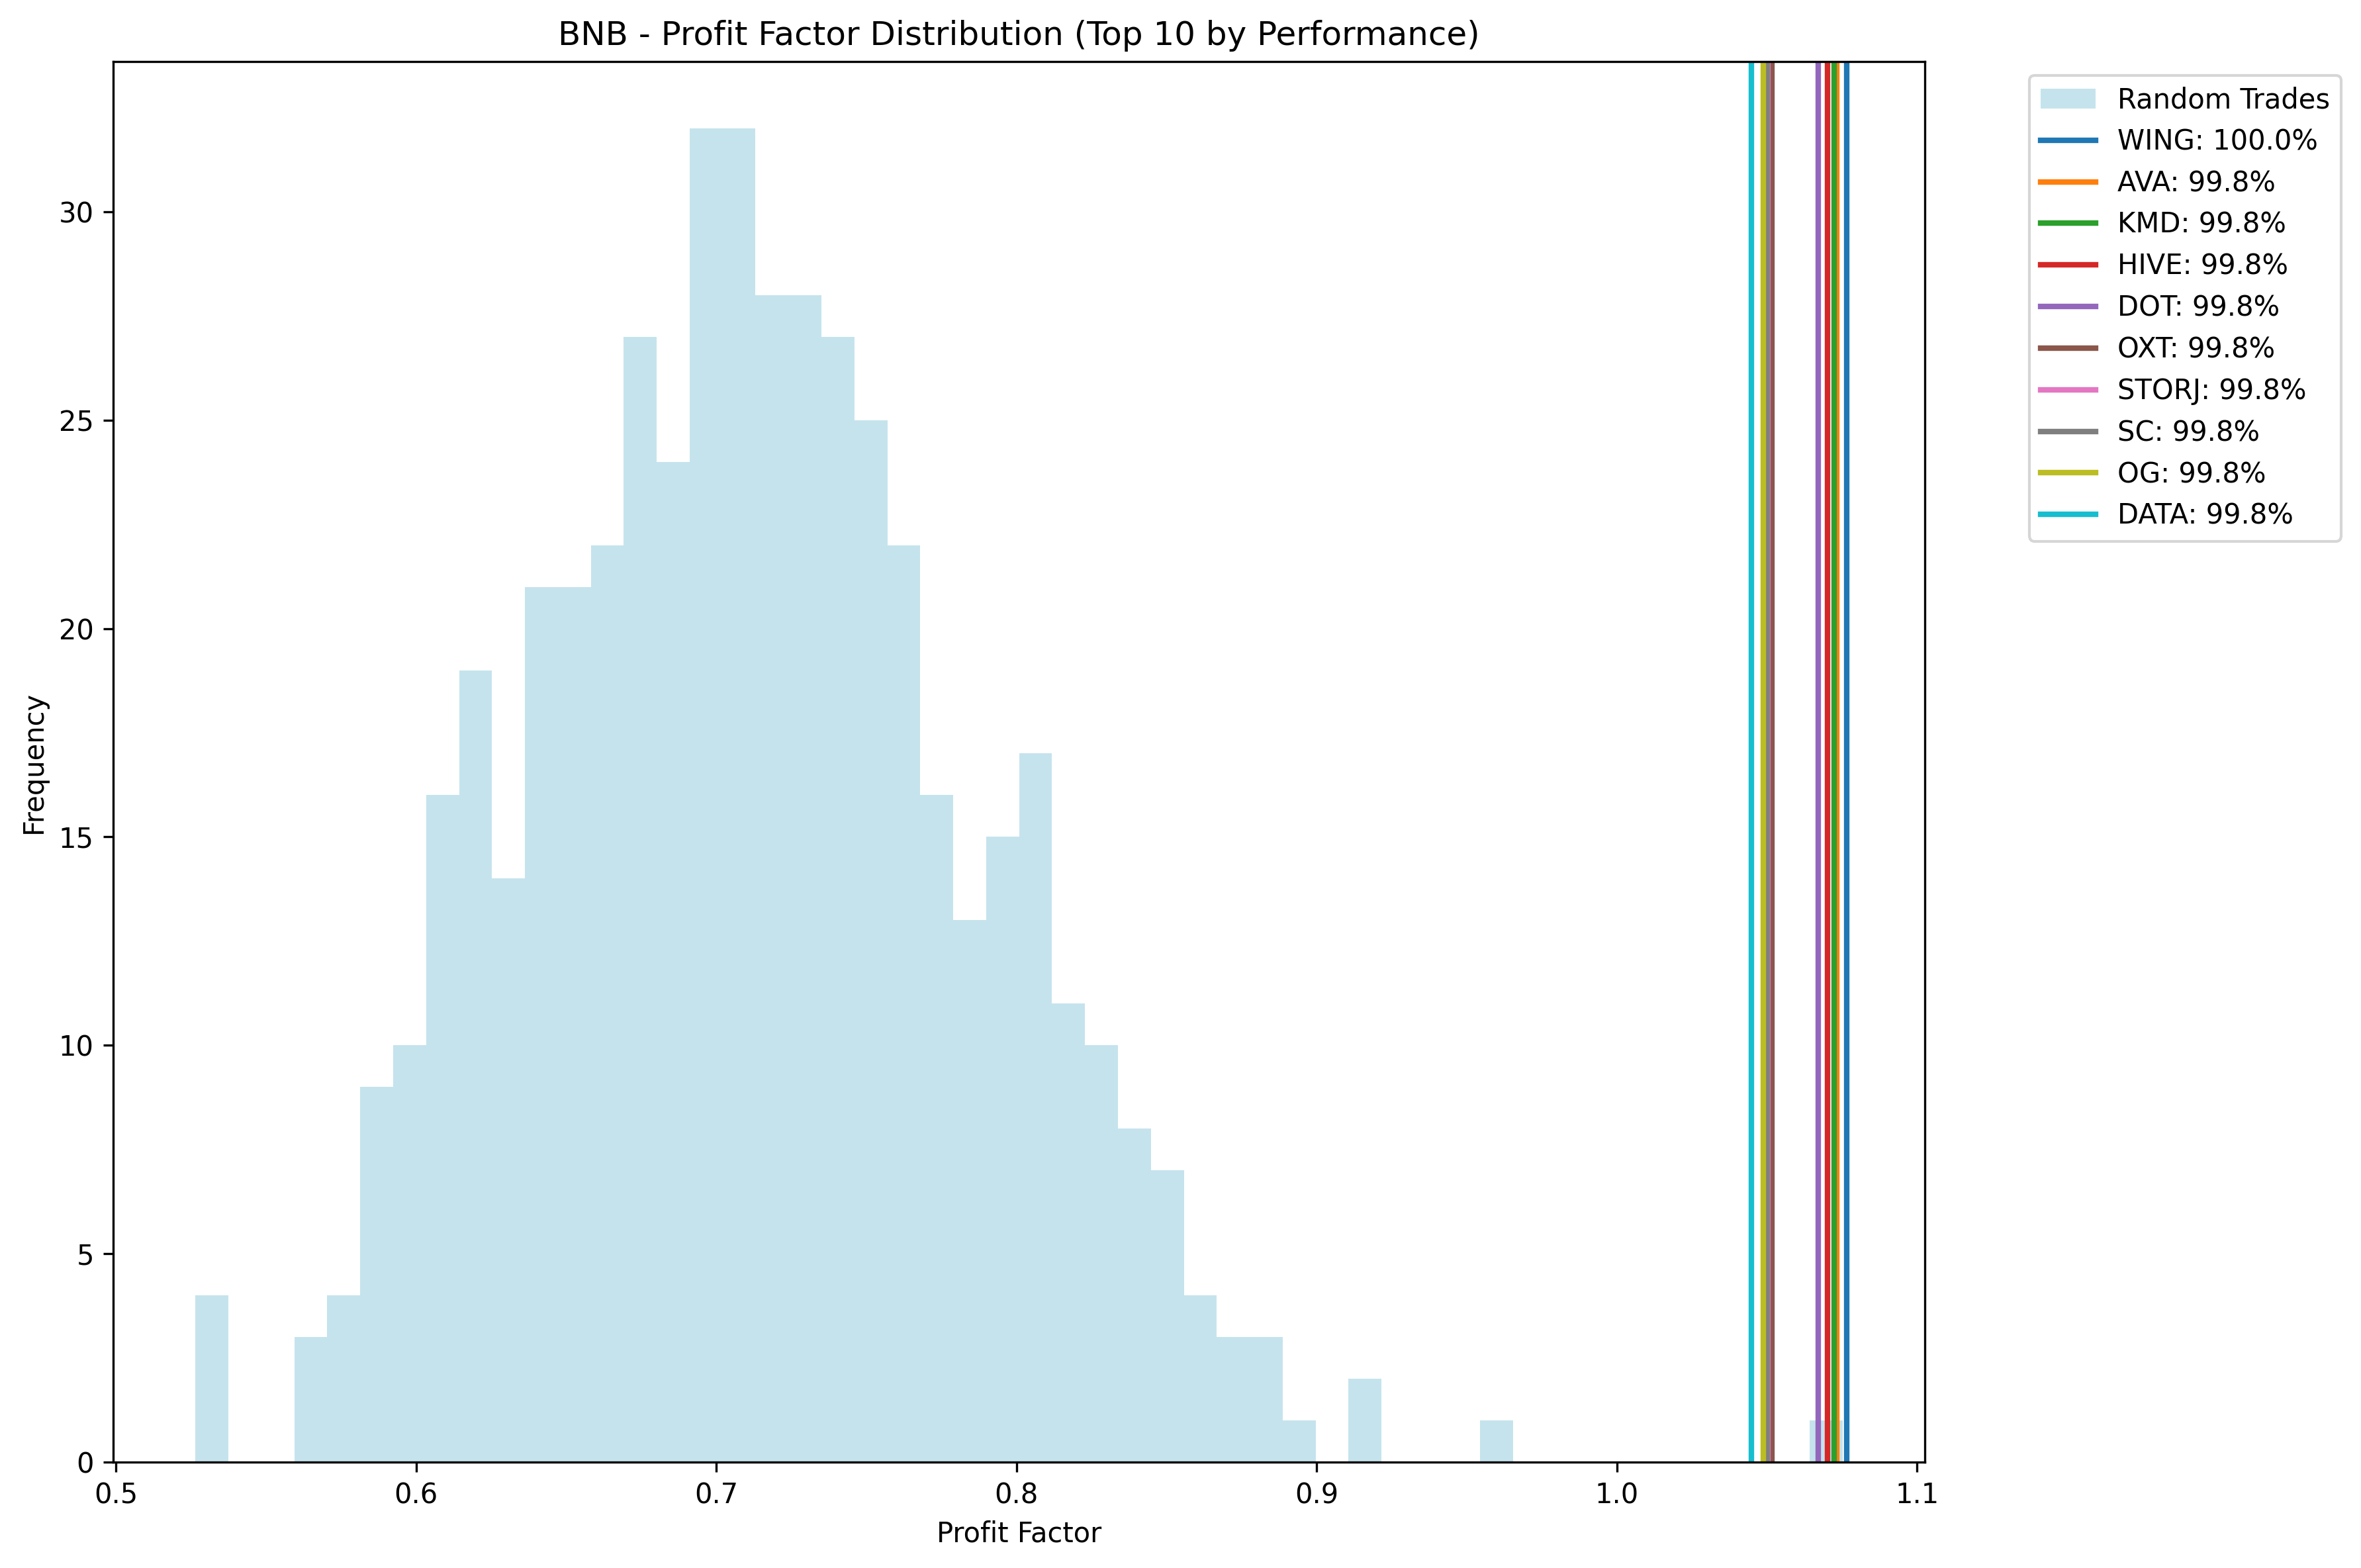 BNB - Profit Factor Distribution (Top 10 by Performance)
Frequency
30
25
20
15
10
5
0
0.5 0.6 0.7 0.8 0.9 1.0 1.1
Profit Factor
Random Trades
WING: 100.0%
AVA: 99.8%
KMD: 99.8%
HIVE: 99.8%
DOT: 99.8%
OXT: 99.8%
STORJ: 99.8%
SC: 99.8%
OG: 99.8%
DATA: 99.8%